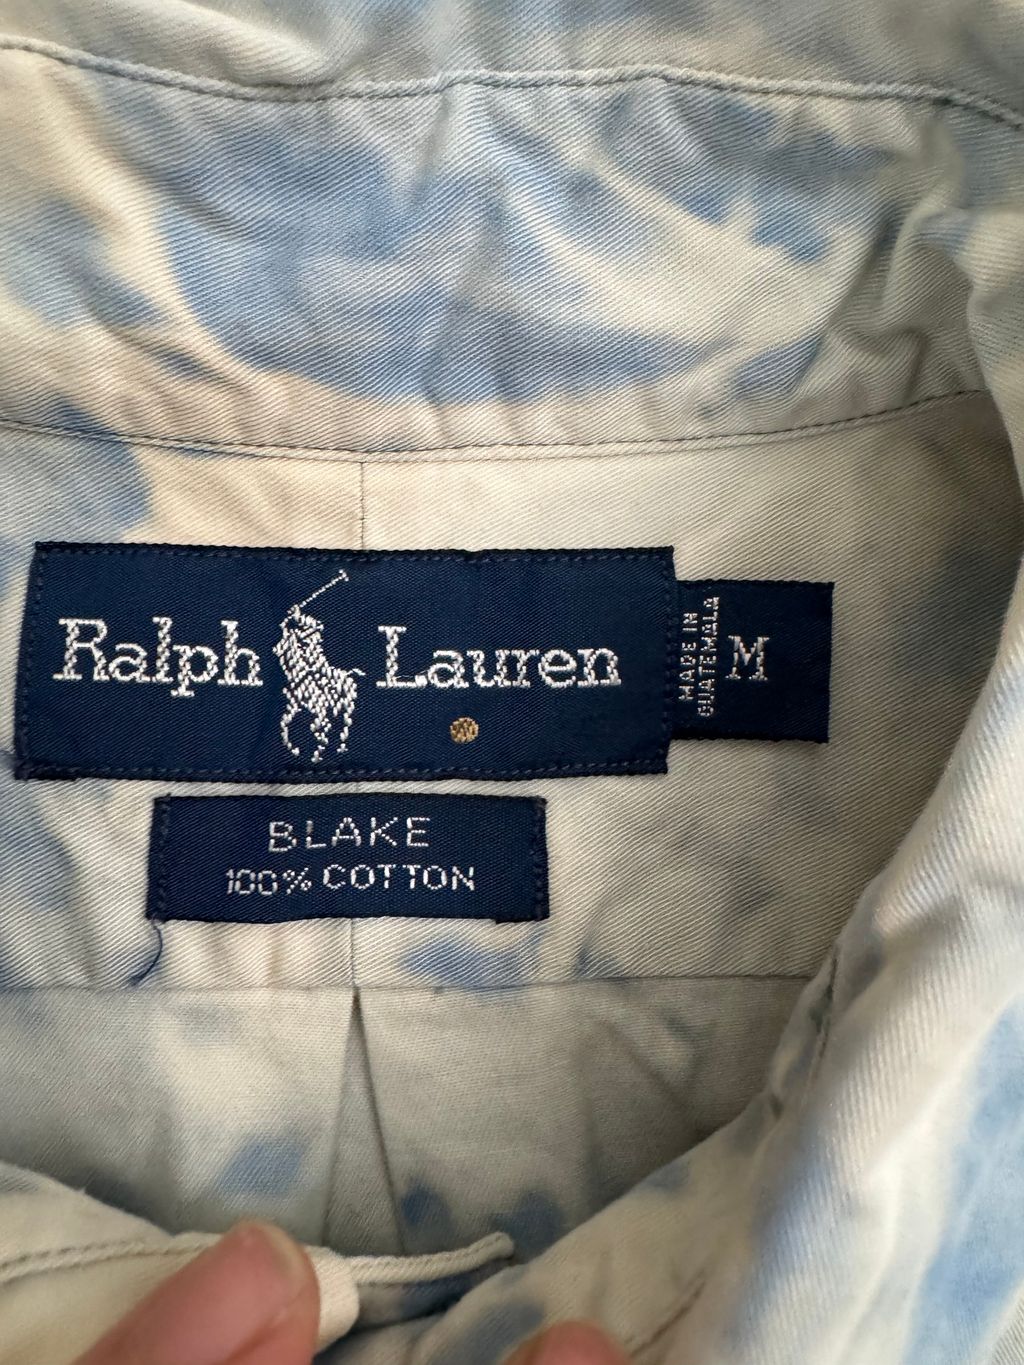 Ralph Lauren
MADE IN
GUATEMALA
M
BLAKE
100% COTTON